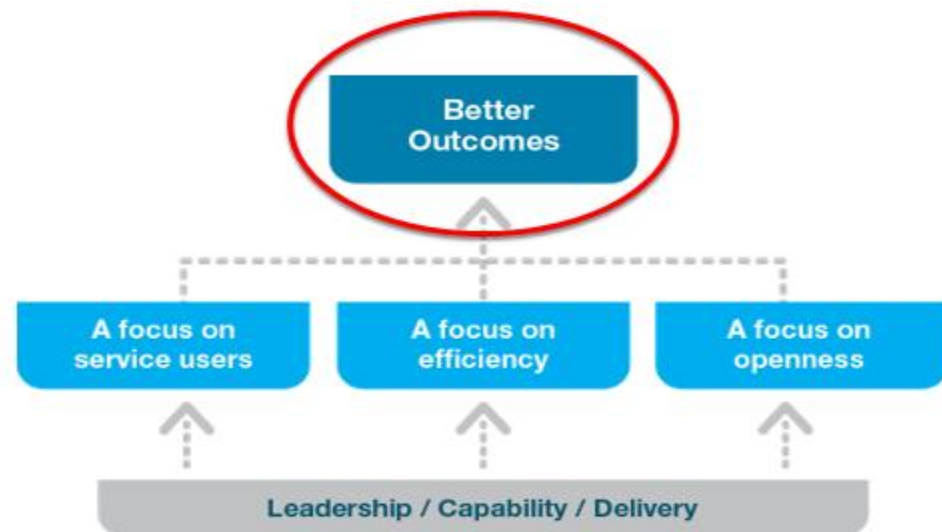 Better
Outcomes
A focus on
service users
A focus on
efficiency
A focus on
openness
Leadership / Capability / Delivery